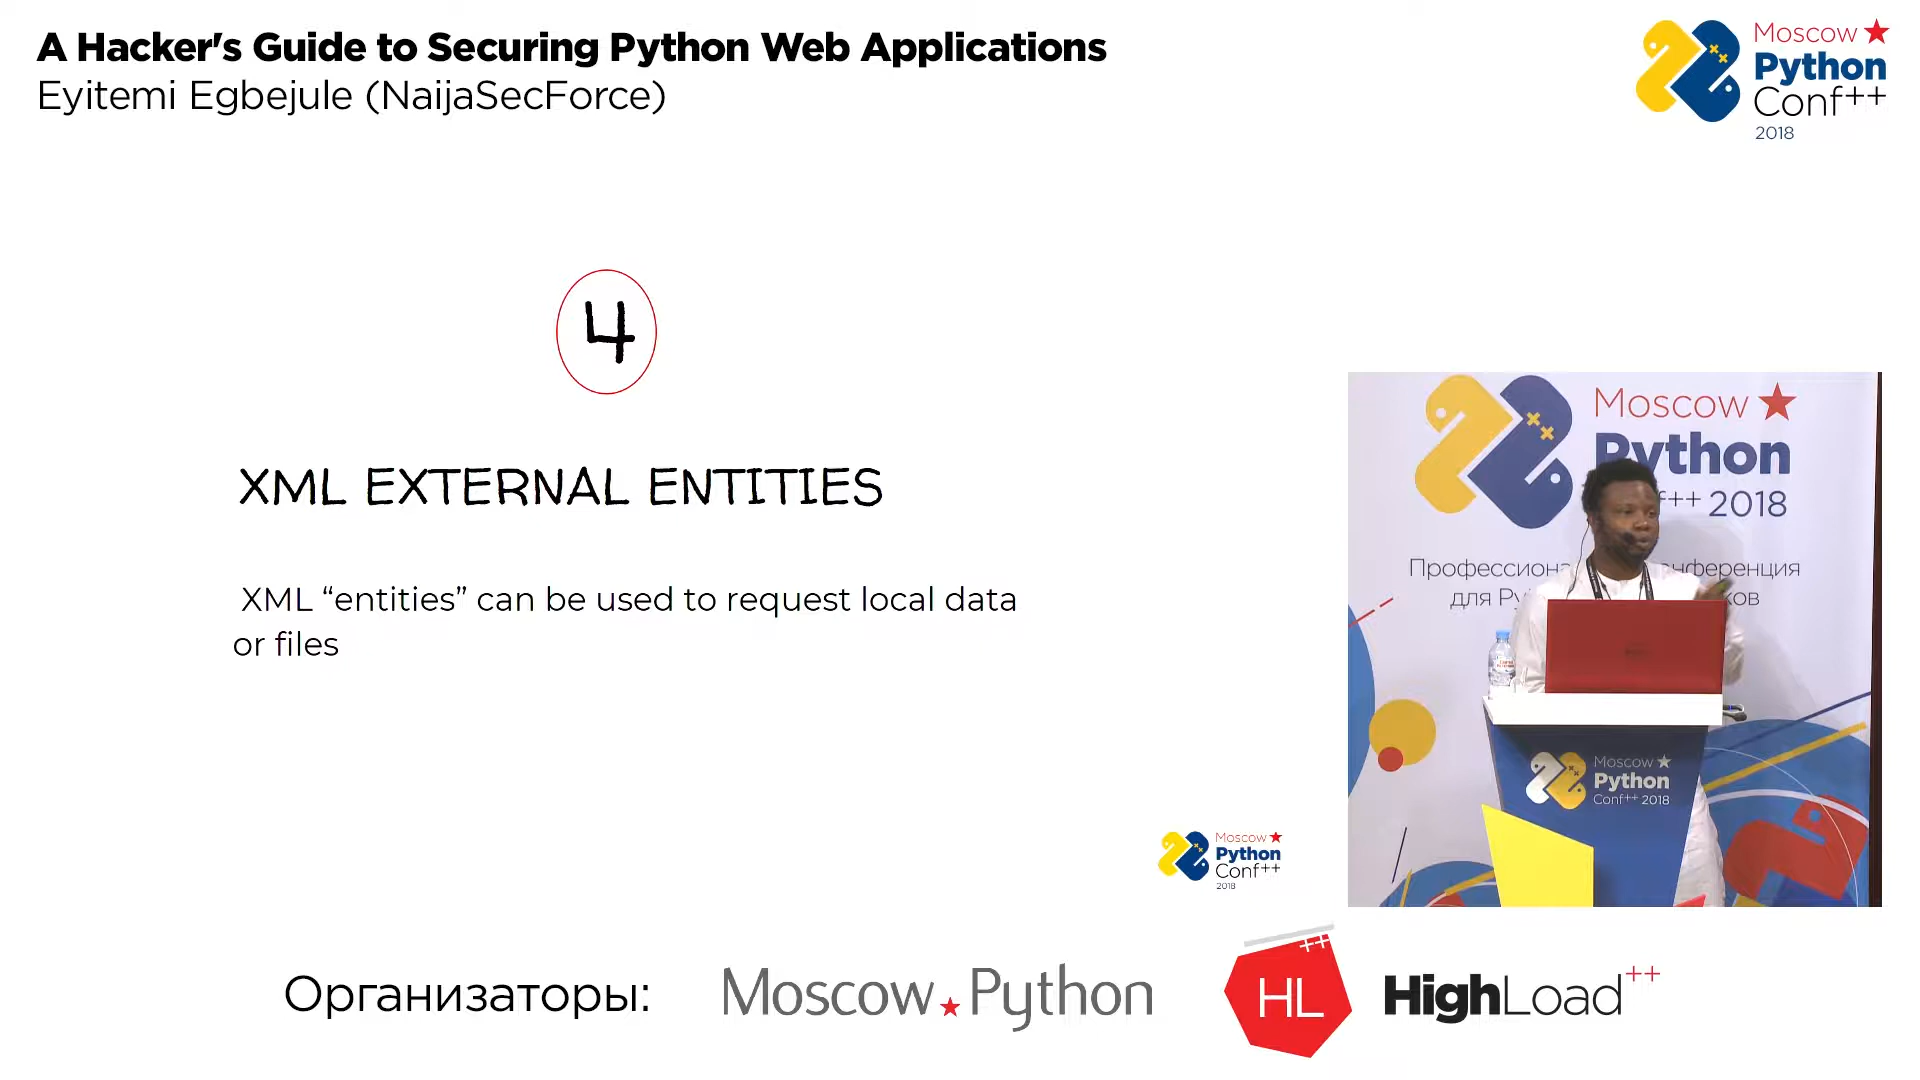 A Hacker's Guide to Securing Python Web Applications
Eyitemi Egbejule (NaijaSecForce)
Moscow
Python
Conf++
2018
4
XML EXTERNAL ENTITIES
XML “entities” can be used to request local data
or files
Moscow
Python
++ 2018
для
Moscow
Python
Conf++ 2018
Moscow
Python
Conf++
2018
Организаторы:
Moscow Python
++
HL
HighLoad++